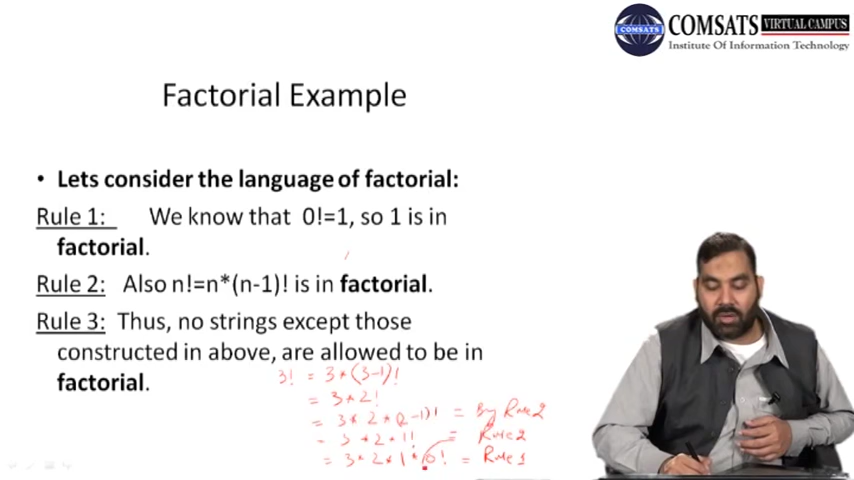 COMSATS
COMSATS VIRTUAL CAMPUS
Institute Of Information Technology
Factorial Example
• Lets consider the language of factorial:
Rule 1: We know that 0!=1, so 1 is in
factorial.
Rule 2: Also n!=n*(n-1)! is in factorial.
Rule 3: Thus, no strings except those
constructed in above, are allowed to be in
factorial.
3! = 3*(3-1)!
= 3*2!
= 3*2*(2-1)! = By Rule 2
= 3*2*1! = Rule 2
= 3*2*1*0! = Rule 1